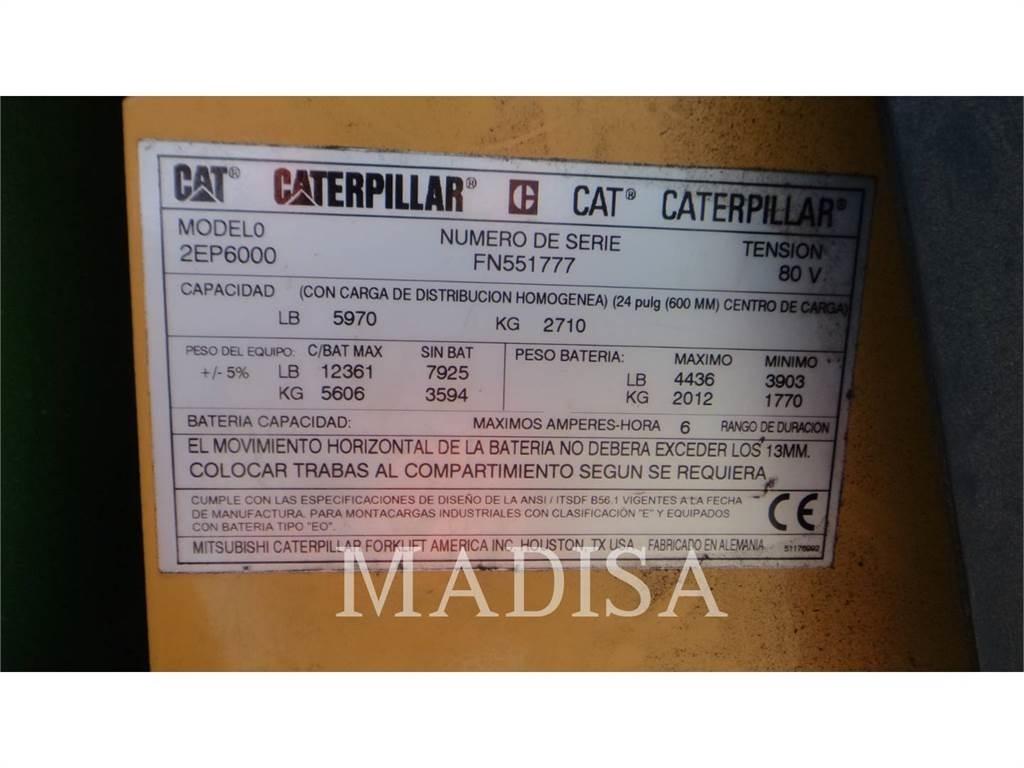 CAT® CATERPILLAR® CAT® CATERPILLAR®
MODELO NUMERO DE SERIE TENSION
2EP6000 FN551777 80 V
CAPACIDAD (CON CARGA DE DISTRIBUCION HOMOGENEA) (24 pulg (600 MM) CENTRO DE CARGA)
LB 5970 KG 2710
PESO DEL EQUIPO: C/BAT MAX SIN BAT PESO BATERIA: MAXIMO MINIMO
+/- 5% LB 12361 7925 LB 4436 3903
KG 5606 3594 KG 2012 1770
BATERIA CAPACIDAD: MAXIMOS AMPERES-HORA 6 RANGO DE DURACION
EL MOVIMIENTO HORIZONTAL DE LA BATERIA NO DEBERA EXCEDER LOS 13MM.
COLOCAR TRABAS AL COMPARTIMIENTO SEGUN SE REQUIERA
CUMPLE CON LAS ESPECIFICACIONES DE DISEÑO DE LA ANSI / ITSDF B56.1 VIGENTES A LA FECHA
DE MANUFACTURA. PARA MONTACARGAS INDUSTRIALES CON CLASIFICACIÓN "E" Y EQUIPADOS
CON BATERIA TIPO "EO".
CE
MITSUBISHI CATERPILLAR FORKLIFT AMERICA INC. HOUSTON, TX USA FABRICADO EN ALEMANIA
MADISA